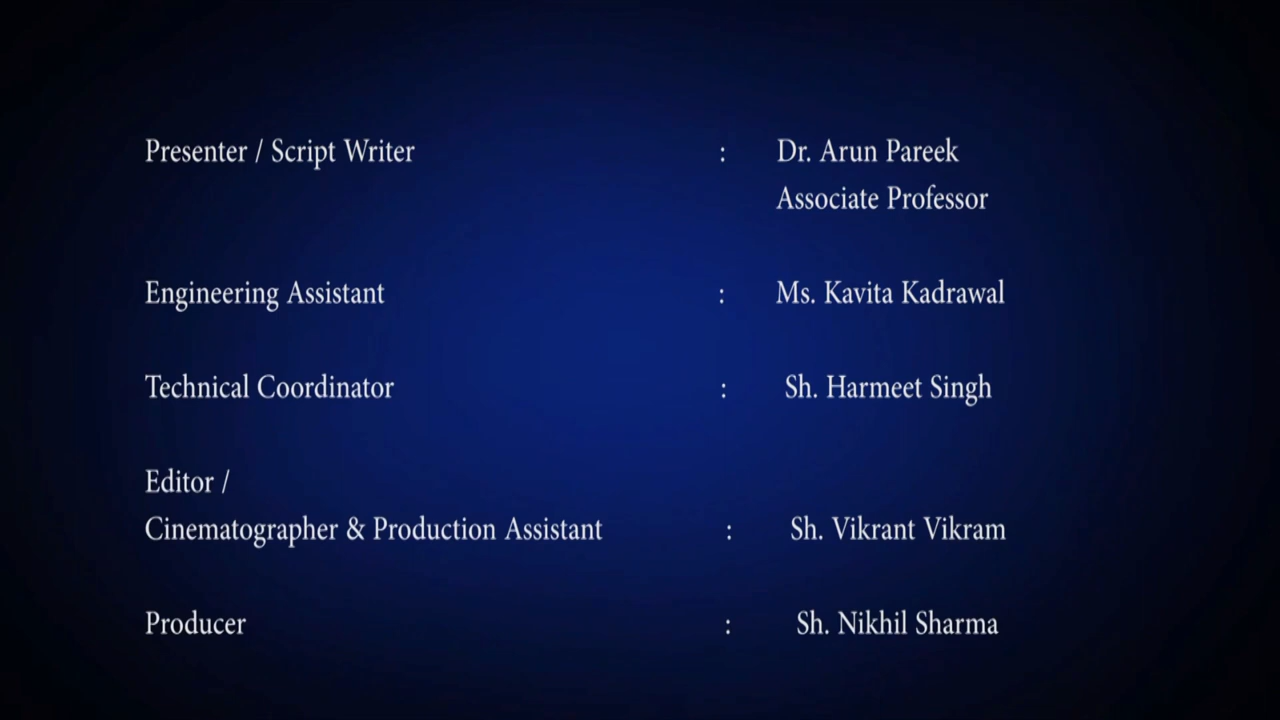 Presenter / Script Writer : Dr. Arun Pareek
Associate Professor
Engineering Assistant : Ms. Kavita Kadrawal
Technical Coordinator : Sh. Harmeet Singh
Editor /
Cinematographer & Production Assistant : Sh. Vikrant Vikram
Producer : Sh. Nikhil Sharma